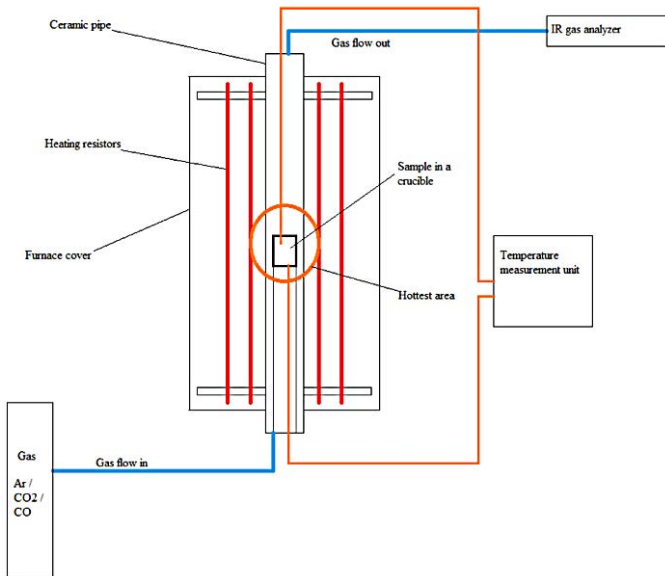 Ceramic pipe
Gas flow out
IR gas analyzer
Heating resistors
Sample in a
crucible
Furnace cover
Temperature
measurement unit
Hottest area
Gas flow in
Gas
Ar /
CO2 /
CO